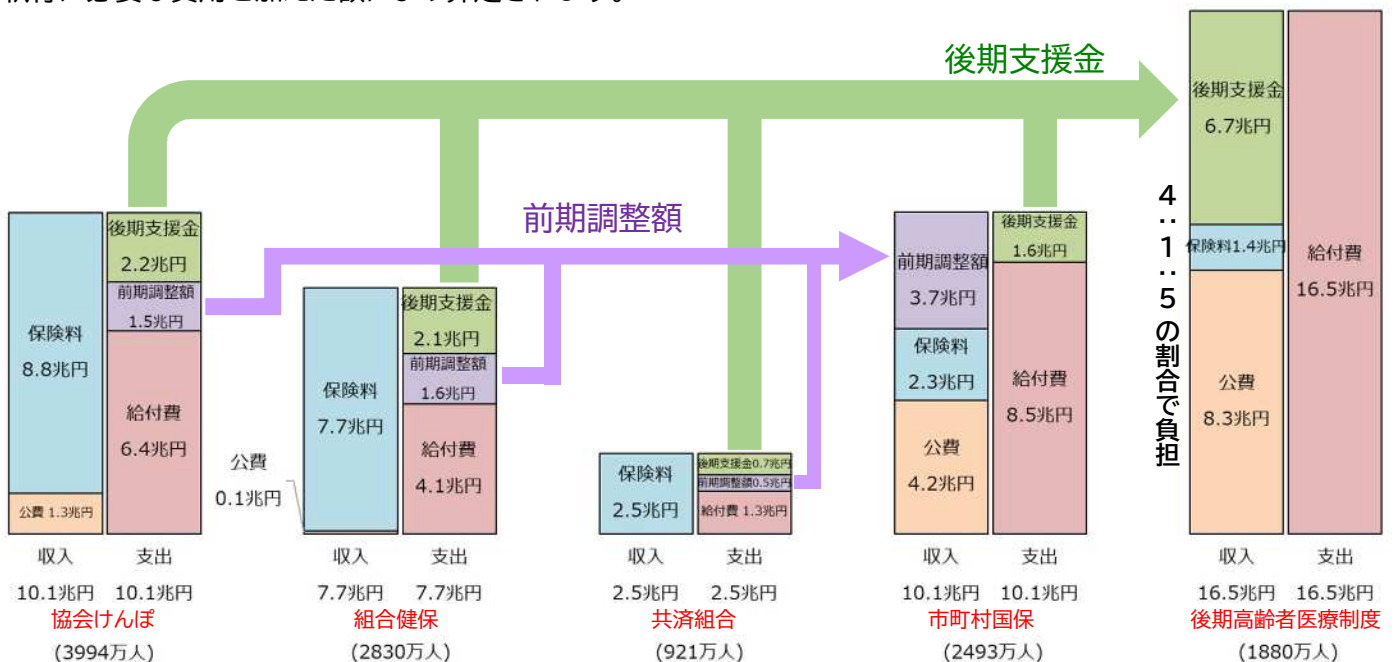 後期支援金
後期支援金
6.7兆円
保険料1.4兆円
公費
8.3兆円
給付費
16.5兆円
4:1:5の割合で負担
前期調整額
保険料
8.8兆円
公費 1.3兆円
後期支援金
2.2兆円
前期調整額
1.5兆円
給付費
6.4兆円
公費
0.1兆円
保険料
7.7兆円
後期支援金
2.1兆円
前期調整額
1.6兆円
給付費
4.1兆円
保険料
2.5兆円
後期支援金0.7兆円
前期調整額0.5兆円
給付費 1.3兆円
前期調整額
3.7兆円
保険料
2.3兆円
公費
4.2兆円
後期支援金
1.6兆円
給付費
8.5兆円
収入 支出
10.1兆円 10.1兆円
協会けんぽ
(3994万人)
収入 支出
7.7兆円 7.7兆円
組合健保
(2830万人)
収入 支出
2.5兆円 2.5兆円
共済組合
(921万人)
収入 支出
10.1兆円 10.1兆円
市町村国保
(2493万人)
収入 支出
16.5兆円 16.5兆円
後期高齢者医療制度
(1880万人)